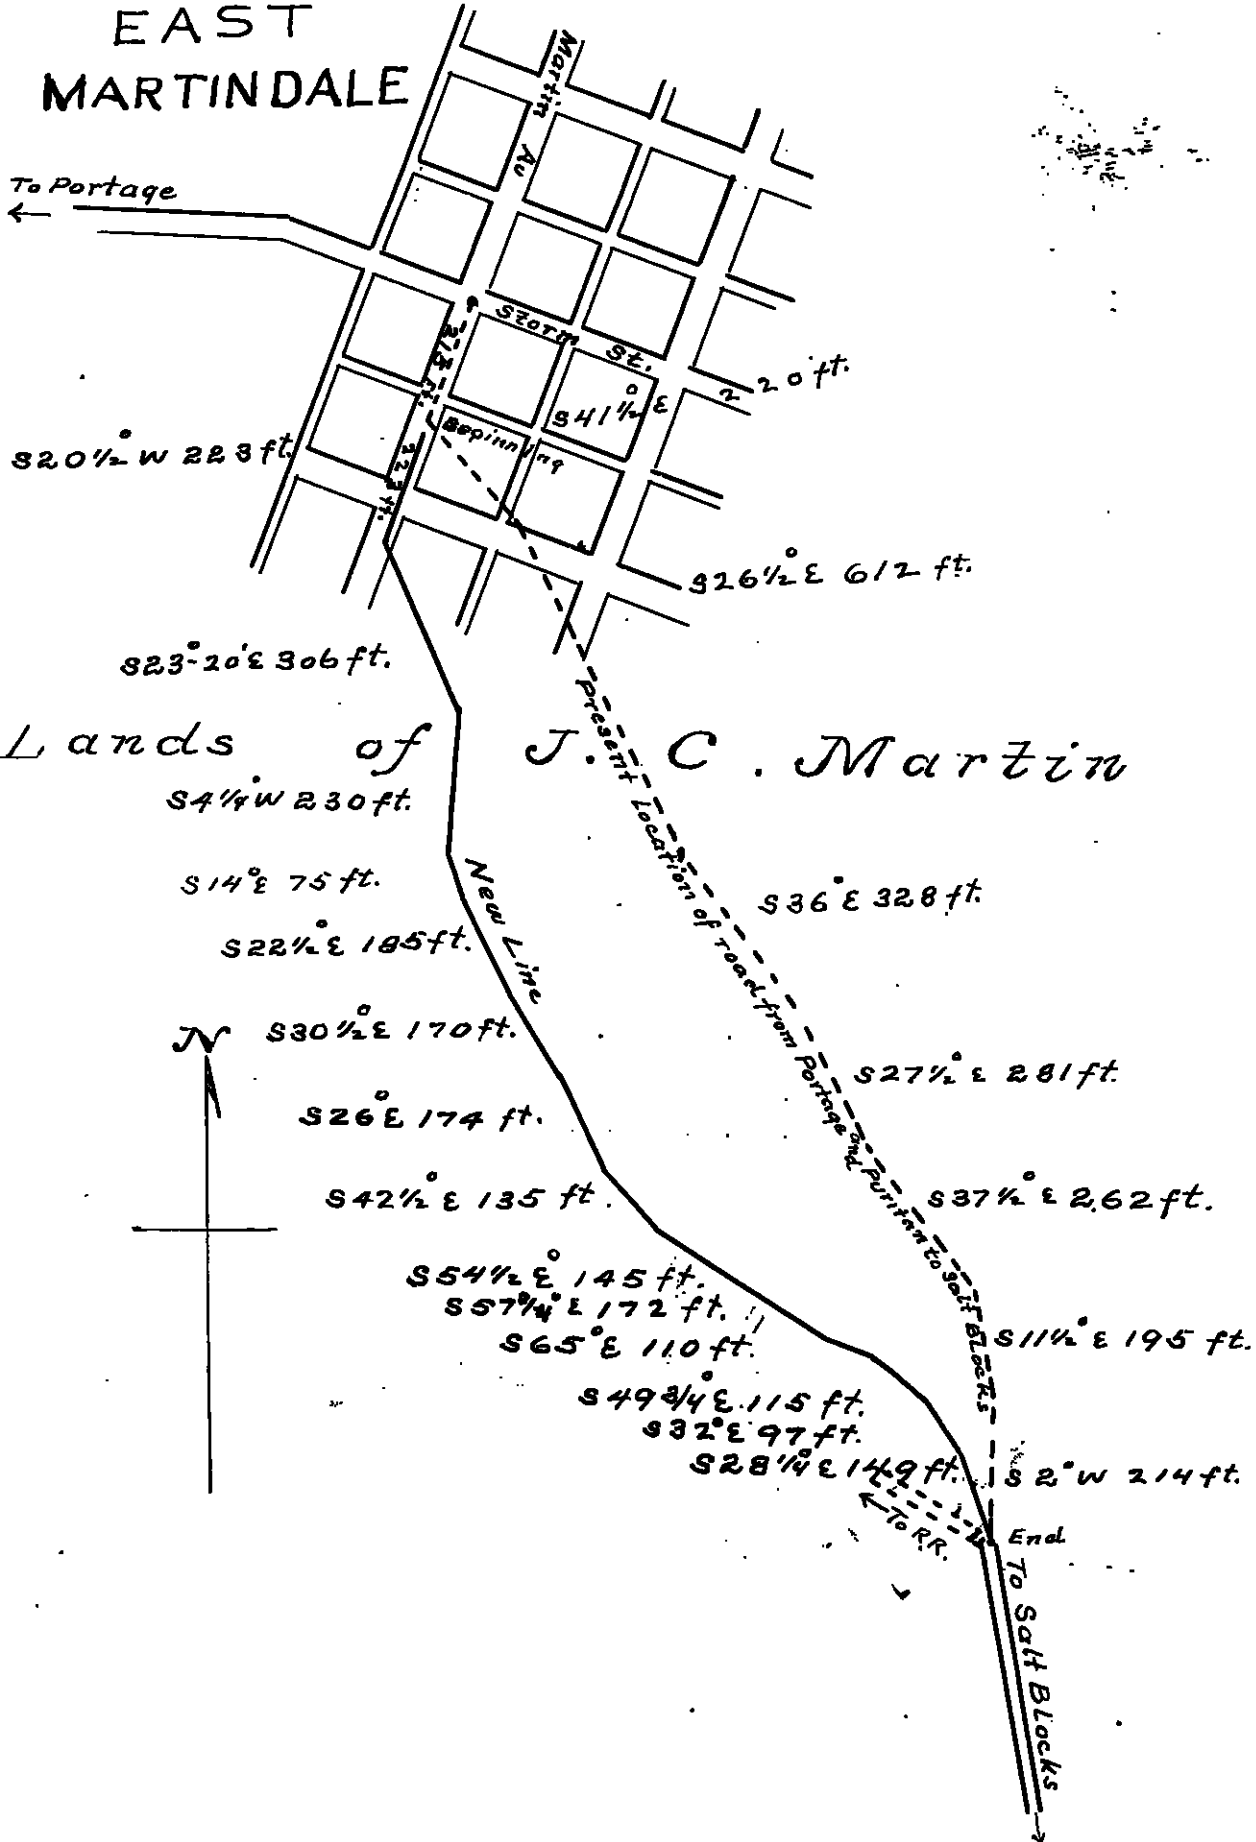 EAST
MARTINDALE
Martin Av
To Portage
Storm St.
215 ft.
S41½° E 220 ft.
Beginning
S20½° W 223 ft.
223 ft.
S26½° E 612 ft.
S23°-20' E 306 ft.
Lands of J. C. Martin
Present Location of road from Portage and Puritan to Salt Blocks
S4¼° W 230 ft.
S14° E 75 ft.
S36° E 328 ft.
New Line
S22½° E 185 ft.
N
S30½° E 170 ft.
S27½° E 281 ft.
S26° E 174 ft.
S42½° E 135 ft.
S37½° E 262 ft.
S54½° E 145 ft.
S57¼° E 172 ft.
S65° E 110 ft.
S11½° E 195 ft.
S49¾° E 115 ft.
S32° E 97 ft.
S28¼° E 149 ft.
S2° W 214 ft.
To R.R.
End
To Salt Blocks